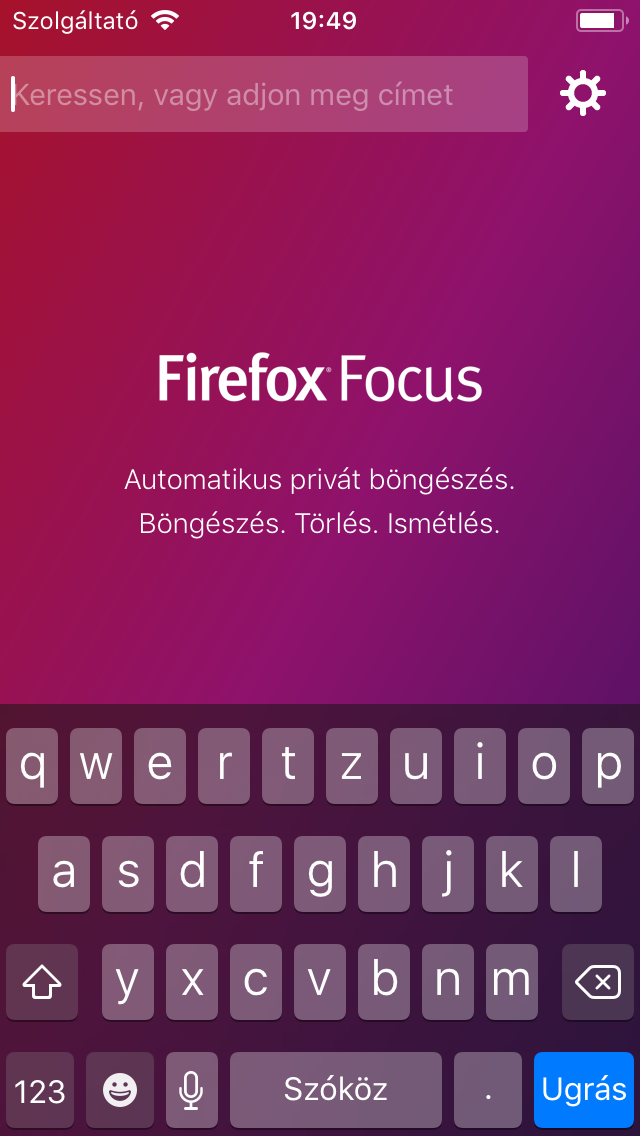 Szolgáltató 19:49
Keressen, vagy adjon meg címet
Firefox® Focus
Automatikus privát böngészés.
Böngészés. Törlés. Ismétlés.
q w e r t z u i o p
a s d f g h j k l
y x c v b n m
123 Szóköz . Ugrás